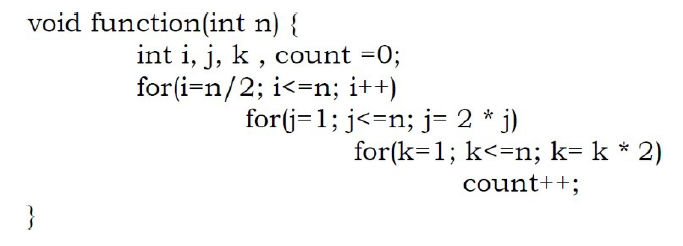 void function(int n) {
int i, j, k , count =0;
for(i=n/2; i<=n; i++)
for(j=1; j<=n; j= 2 * j)
for(k=1; k<=n; k= k * 2)
count++;
}